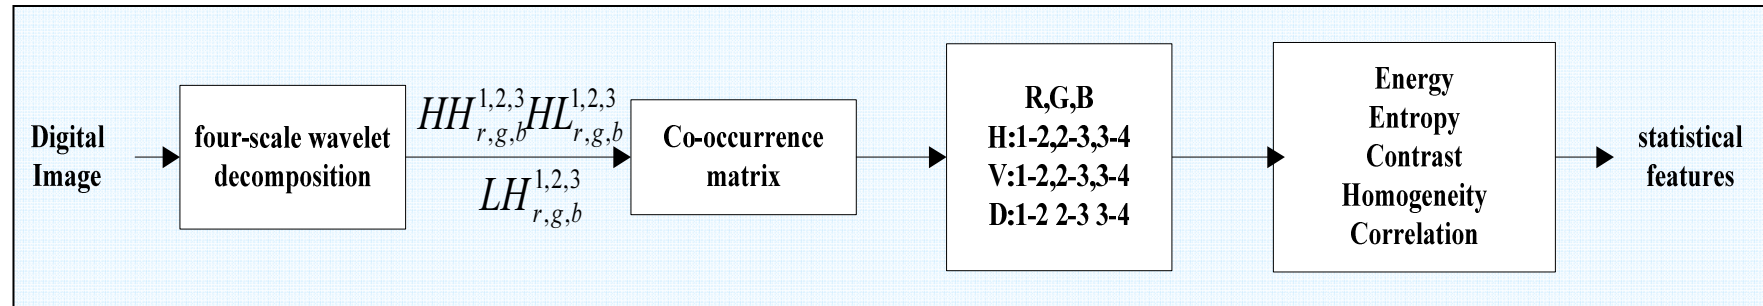 Digital
Image
four-scale wavelet
decomposition
HH^{1,2,3}_{r,g,b} HL^{1,2,3}_{r,g,b}
LH^{1,2,3}_{r,g,b}
Co-occurrence
matrix
R,G,B
H:1-2,2-3,3-4
V:1-2,2-3,3-4
D:1-2 2-3 3-4
Energy
Entropy
Contrast
Homogeneity
Correlation
statistical
features